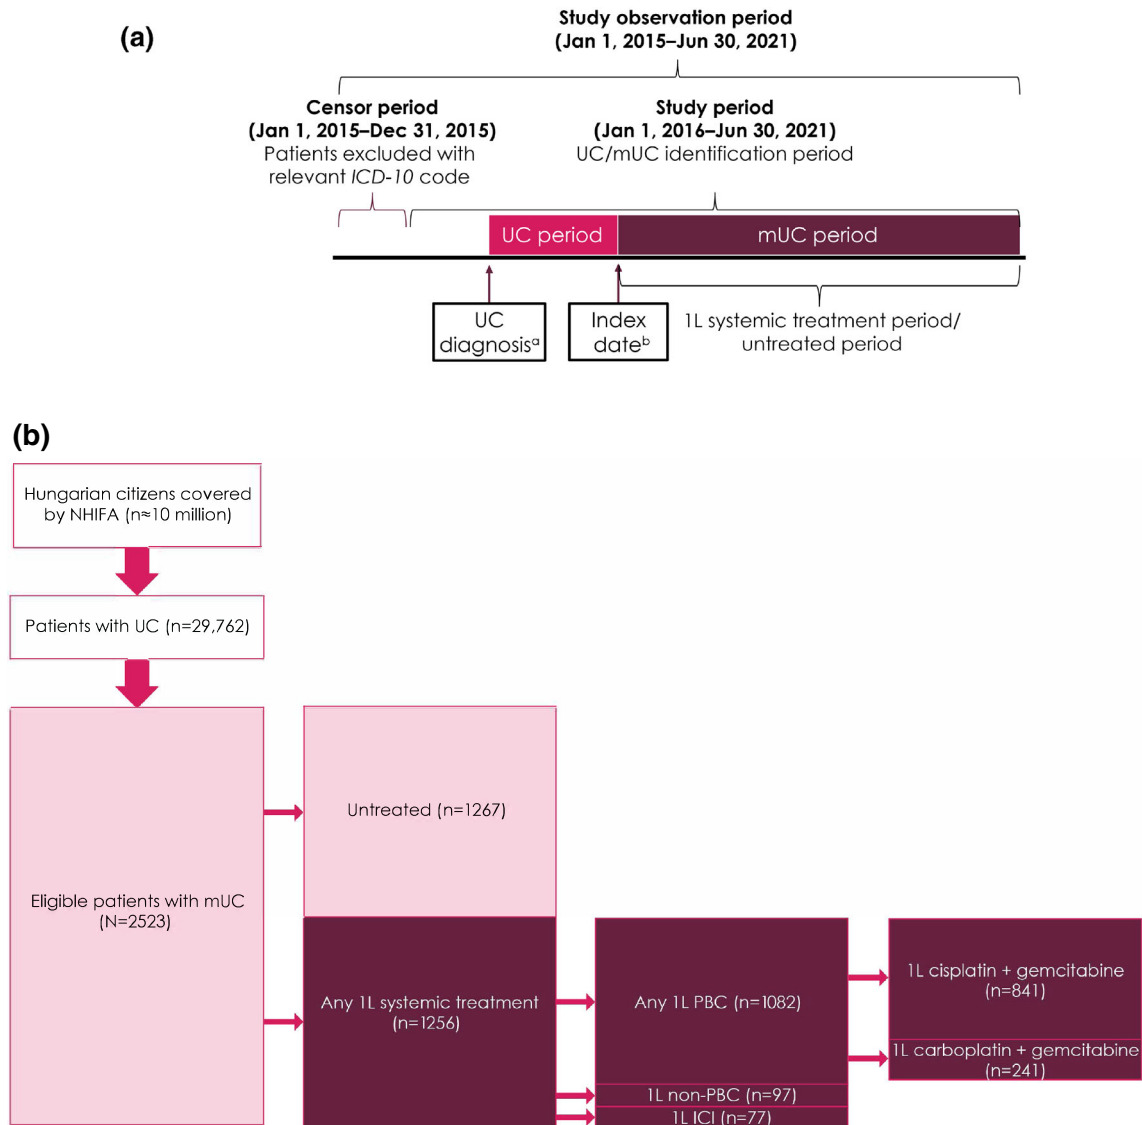 (a)
Study observation period
(Jan 1, 2015–Jun 30, 2021)
Censor period
(Jan 1, 2015–Dec 31, 2015)
Patients excluded with
relevant ICD-10 code
Study period
(Jan 1, 2016–Jun 30, 2021)
UC/mUC identification period
UC period
mUC period
UC
diagnosisa
Index
dateb
1L systemic treatment period/
untreated period
(b)
Hungarian citizens covered
by NHIFA (n≈10 million)
Patients with UC (n=29,762)
Eligible patients with mUC
(N=2523)
Untreated (n=1267)
Any 1L systemic treatment
(n=1256)
Any 1L PBC (n=1082)
1L non-PBC (n=97)
1L ICI (n=77)
1L cisplatin + gemcitabine
(n=841)
1L carboplatin + gemcitabine
(n=241)